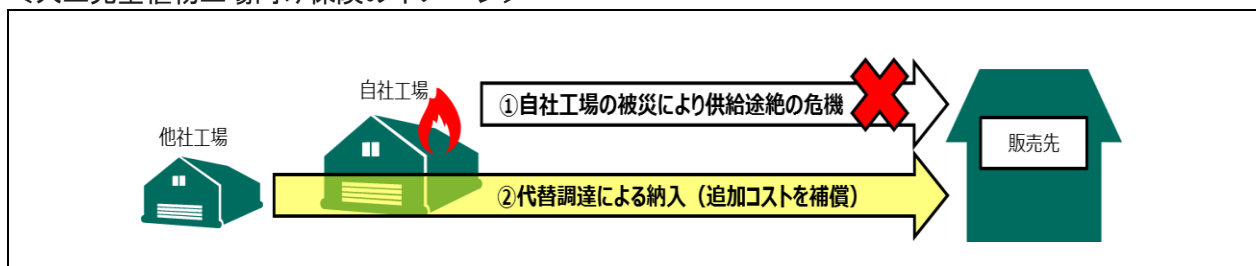 自社工場
①自社工場の被災により供給途絶の危機
他社工場
販売先
②代替調達による納入（追加コストを補償）